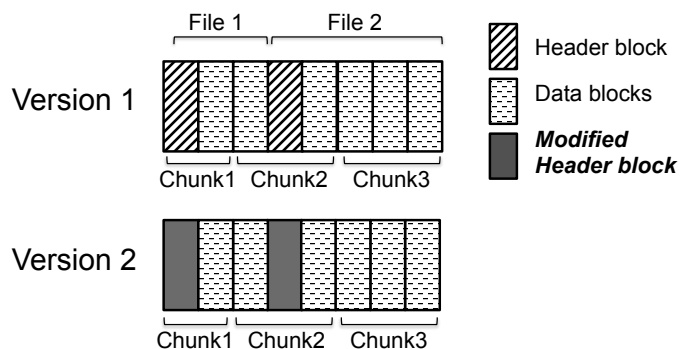 File 1
File 2
Version 1
Chunk1
Chunk2
Chunk3
Header block
Data blocks
Modified
Header block
Version 2
Chunk1
Chunk2
Chunk3